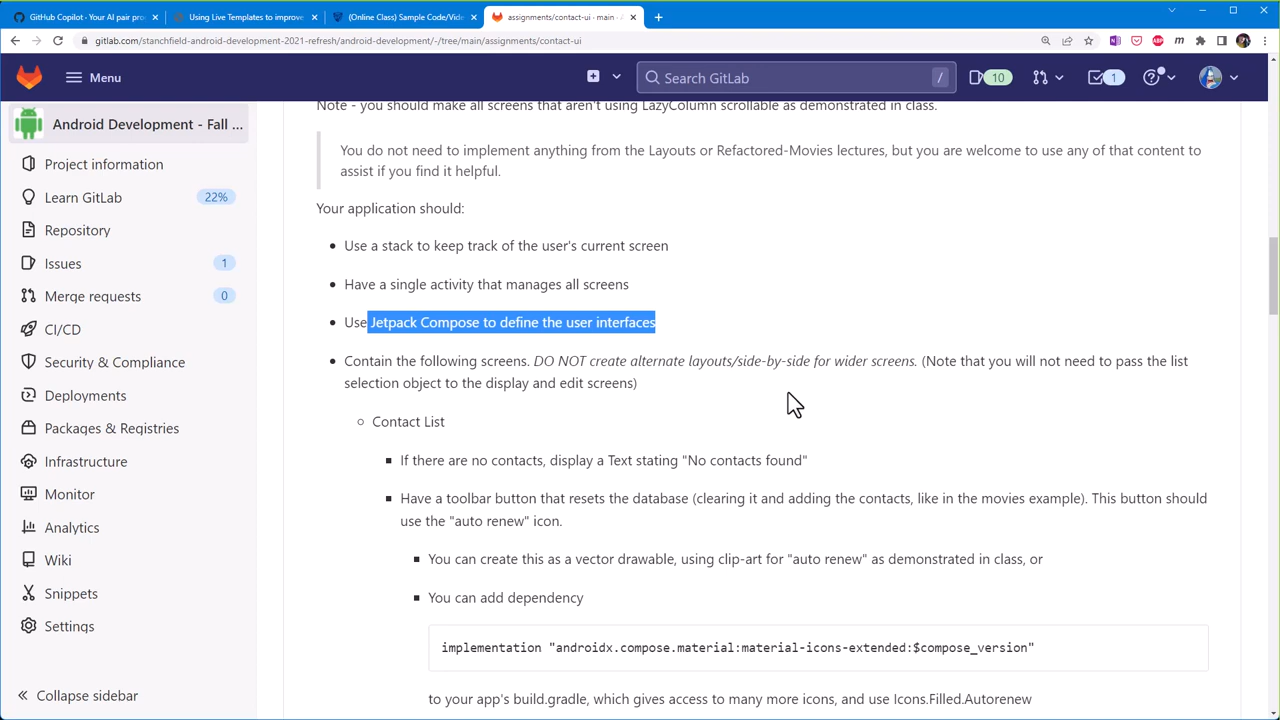 GitHub Copilot · Your AI pair pro
Using Live Templates to improve
(Online Class) Sample Code/Vide
assignments/contact-ui · main · A
gitlab.com/stanchfield-android-development-2021-refresh/android-development/-/tree/main/assignments/contact-ui
Menu
Search GitLab
/
10
1
Android Development - Fall ...
Project information
Learn GitLab
22%
Repository
Issues
1
Merge requests
0
CI/CD
Security & Compliance
Deployments
Packages & Registries
Infrastructure
Monitor
Analytics
Wiki
Snippets
Settings
Collapse sidebar
Note - you should make all screens that aren't using LazyColumn scrollable as demonstrated in class.
You do not need to implement anything from the Layouts or Refactored-Movies lectures, but you are welcome to use any of that content to
assist if you find it helpful.
Your application should:
Use a stack to keep track of the user's current screen
Have a single activity that manages all screens
Use Jetpack Compose to define the user interfaces
Contain the following screens. DO NOT create alternate layouts/side-by-side for wider screens. (Note that you will not need to pass the list
selection object to the display and edit screens)
Contact List
If there are no contacts, display a Text stating "No contacts found"
Have a toolbar button that resets the database (clearing it and adding the contacts, like in the movies example). This button should
use the "auto renew" icon.
You can create this as a vector drawable, using clip-art for "auto renew" as demonstrated in class, or
You can add dependency
implementation "androidx.compose.material:material-icons-extended:$compose_version"
to your app's build.gradle, which gives access to many more icons, and use Icons.Filled.Autorenew